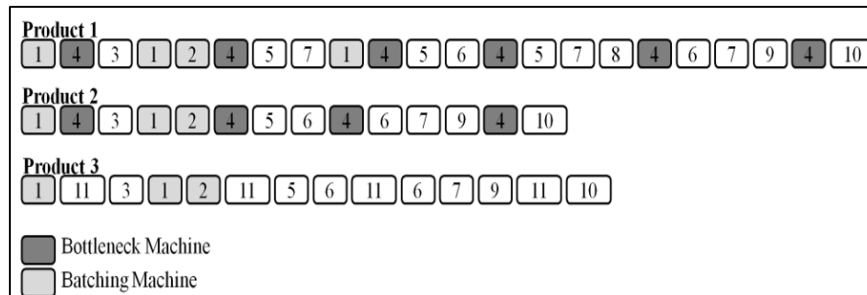 Product 1
1 4 3 1 2 4 5 7 1 4 5 6 4 5 7 8 4 6 7 9 4 10
Product 2
1 4 3 1 2 4 5 6 4 6 7 9 4 10
Product 3
1 11 3 1 2 11 5 6 11 6 7 9 11 10
Bottleneck Machine
Batching Machine